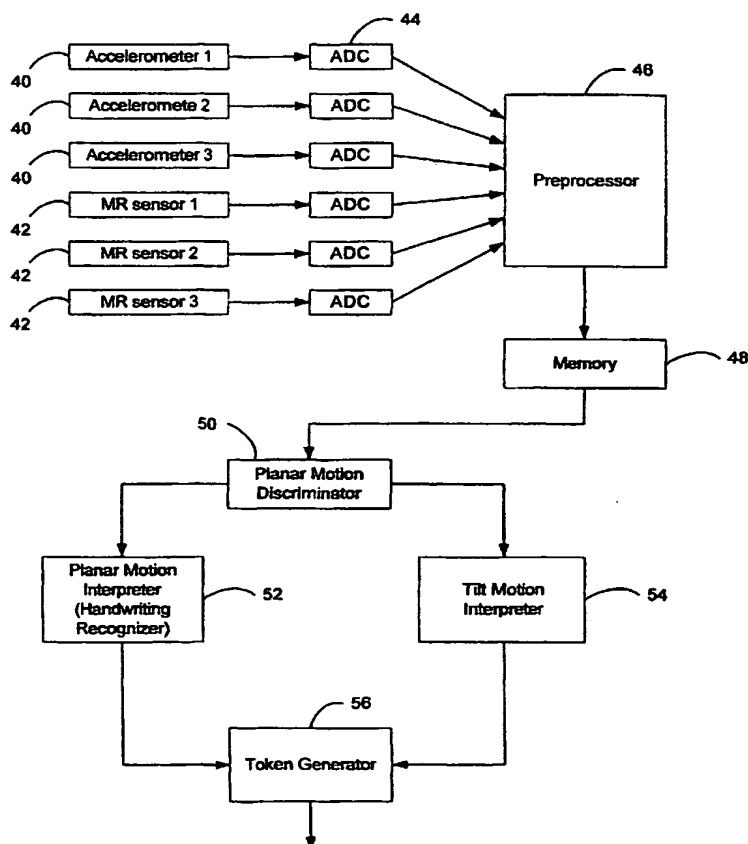 44
40 Accelerometer 1 ADC
46
40 Acceleromete 2 ADC
40 Accelerometer 3 ADC
Preprocessor
42 MR sensor 1 ADC
42 MR sensor 2 ADC
42 MR sensor 3 ADC
Memory 48
50
Planar Motion
Discriminator
Planar Motion
Interpreter
(Handwriting
Recognizer)
52
Tilt Motion
Interpreter
54
56
Token Generator